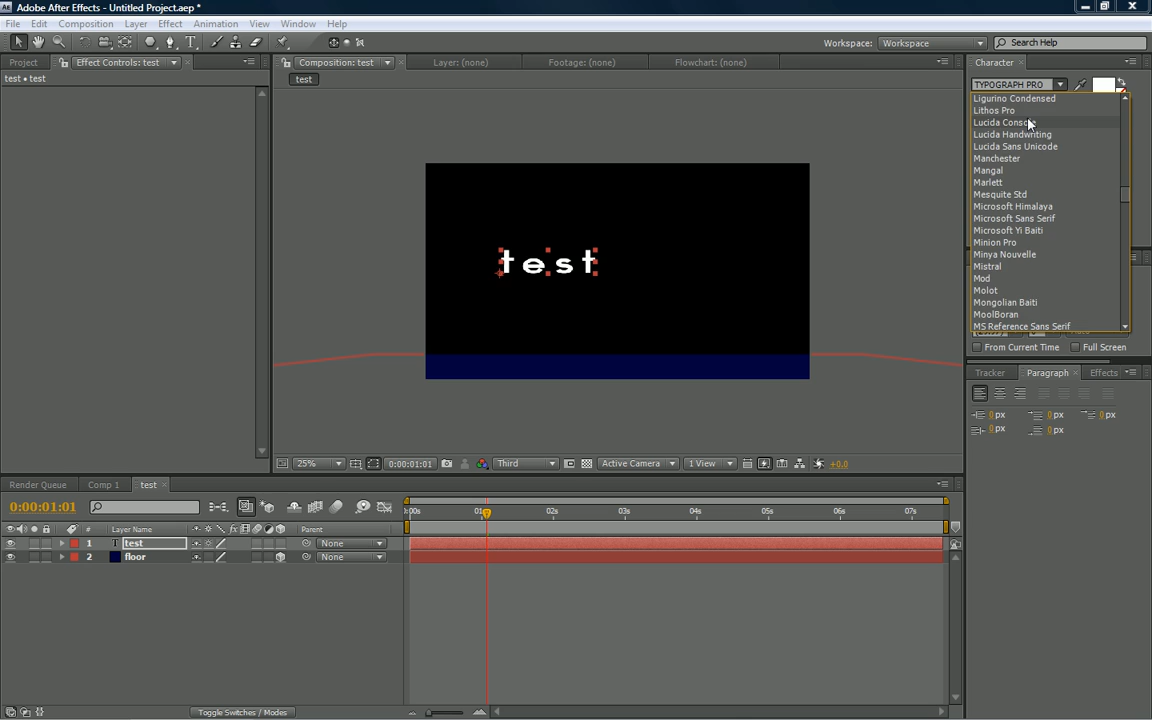 Adobe After Effects - Untitled Project.aep *
File Edit Composition Layer Effect Animation View Window Help
Workspace: Workspace Search Help
Project Effect Controls: test Composition: test Layer: (none) Footage: (none) Flowchart: (none) Character
test • test
test
TYPOGRAPH PRO
Ligurino Condensed
Lithos Pro
Lucida Console
Lucida Handwriting
Lucida Sans Unicode
Manchester
Mangal
Marlett
Mesquite Std
Microsoft Himalaya
Microsoft Sans Serif
Microsoft Yi Baiti
Minion Pro
Minya Nouvelle
Mistral
Mod
Molot
Mongolian Baiti
MoolBoran
MS Reference Sans Serif
test
From Current Time Full Screen
Tracker Paragraph Effects
0 px 0 px 0 px
0 px 0 px
25% 0:00:01:01 Third Active Camera 1 View +0.0
Render Queue Comp 1 test
0:00:01:01
:00s 01s 02s 03s 04s 05s 06s 07s
# Layer Name Parent
1 T test None
2 floor None
Toggle Switches / Modes